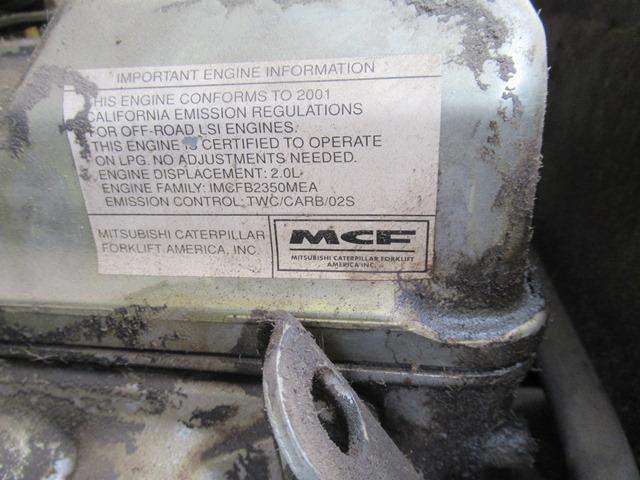 IMPORTANT ENGINE INFORMATION
THIS ENGINE CONFORMS TO 2001
CALIFORNIA EMISSION REGULATIONS
FOR OFF-ROAD LSI ENGINES.
THIS ENGINE IS CERTIFIED TO OPERATE
ON LPG. NO ADJUSTMENTS NEEDED.
ENGINE DISPLACEMENT: 2.0L
ENGINE FAMILY: IMCFB2350MEA
EMISSION CONTROL: TWC/CARB/02S
MITSUBISHI CATERPILLAR
FORKLIFT AMERICA, INC.
MCF
MITSUBISHI CATERPILLAR FORKLIFT
AMERICA INC.